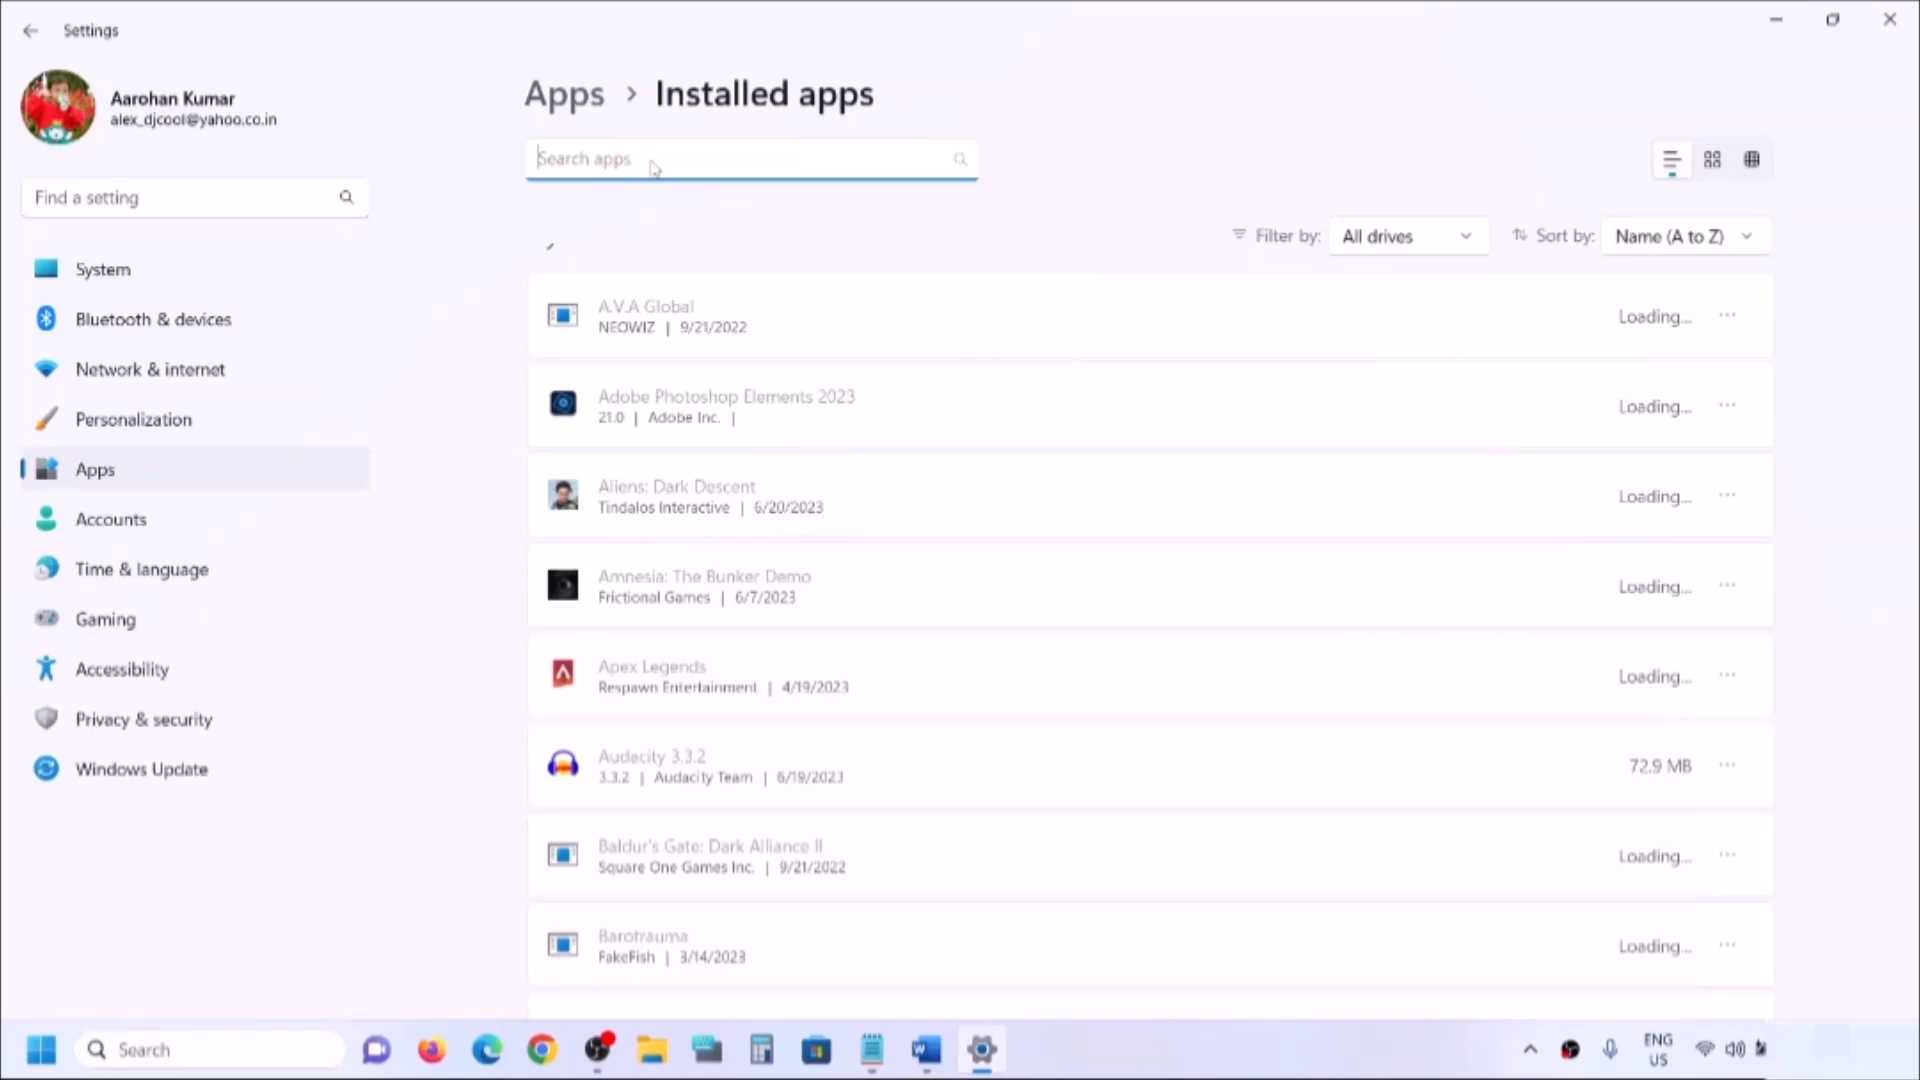 Settings
Aarohan Kumar
alex_djcool@yahoo.co.in
Find a setting
System
Bluetooth & devices
Network & internet
Personalization
Apps
Accounts
Time & language
Gaming
Accessibility
Privacy & security
Windows Update
Apps > Installed apps
Search apps
Filter by: All drives
Sort by: Name (A to Z)
A.V.A Global
NEOWIZ | 9/21/2022
Loading...
Adobe Photoshop Elements 2023
21.0 | Adobe Inc. |
Loading...
Aliens: Dark Descent
Tindalos Interactive | 6/20/2023
Loading...
Amnesia: The Bunker Demo
Frictional Games | 6/7/2023
Loading...
Apex Legends
Respawn Entertainment | 4/19/2023
Loading...
Audacity 3.3.2
3.3.2 | Audacity Team | 6/19/2023
72.9 MB
Baldur's Gate: Dark Alliance II
Square One Games Inc. | 9/21/2022
Loading...
Barotrauma
FakeFish | 3/14/2023
Loading...
Search
ENG
US